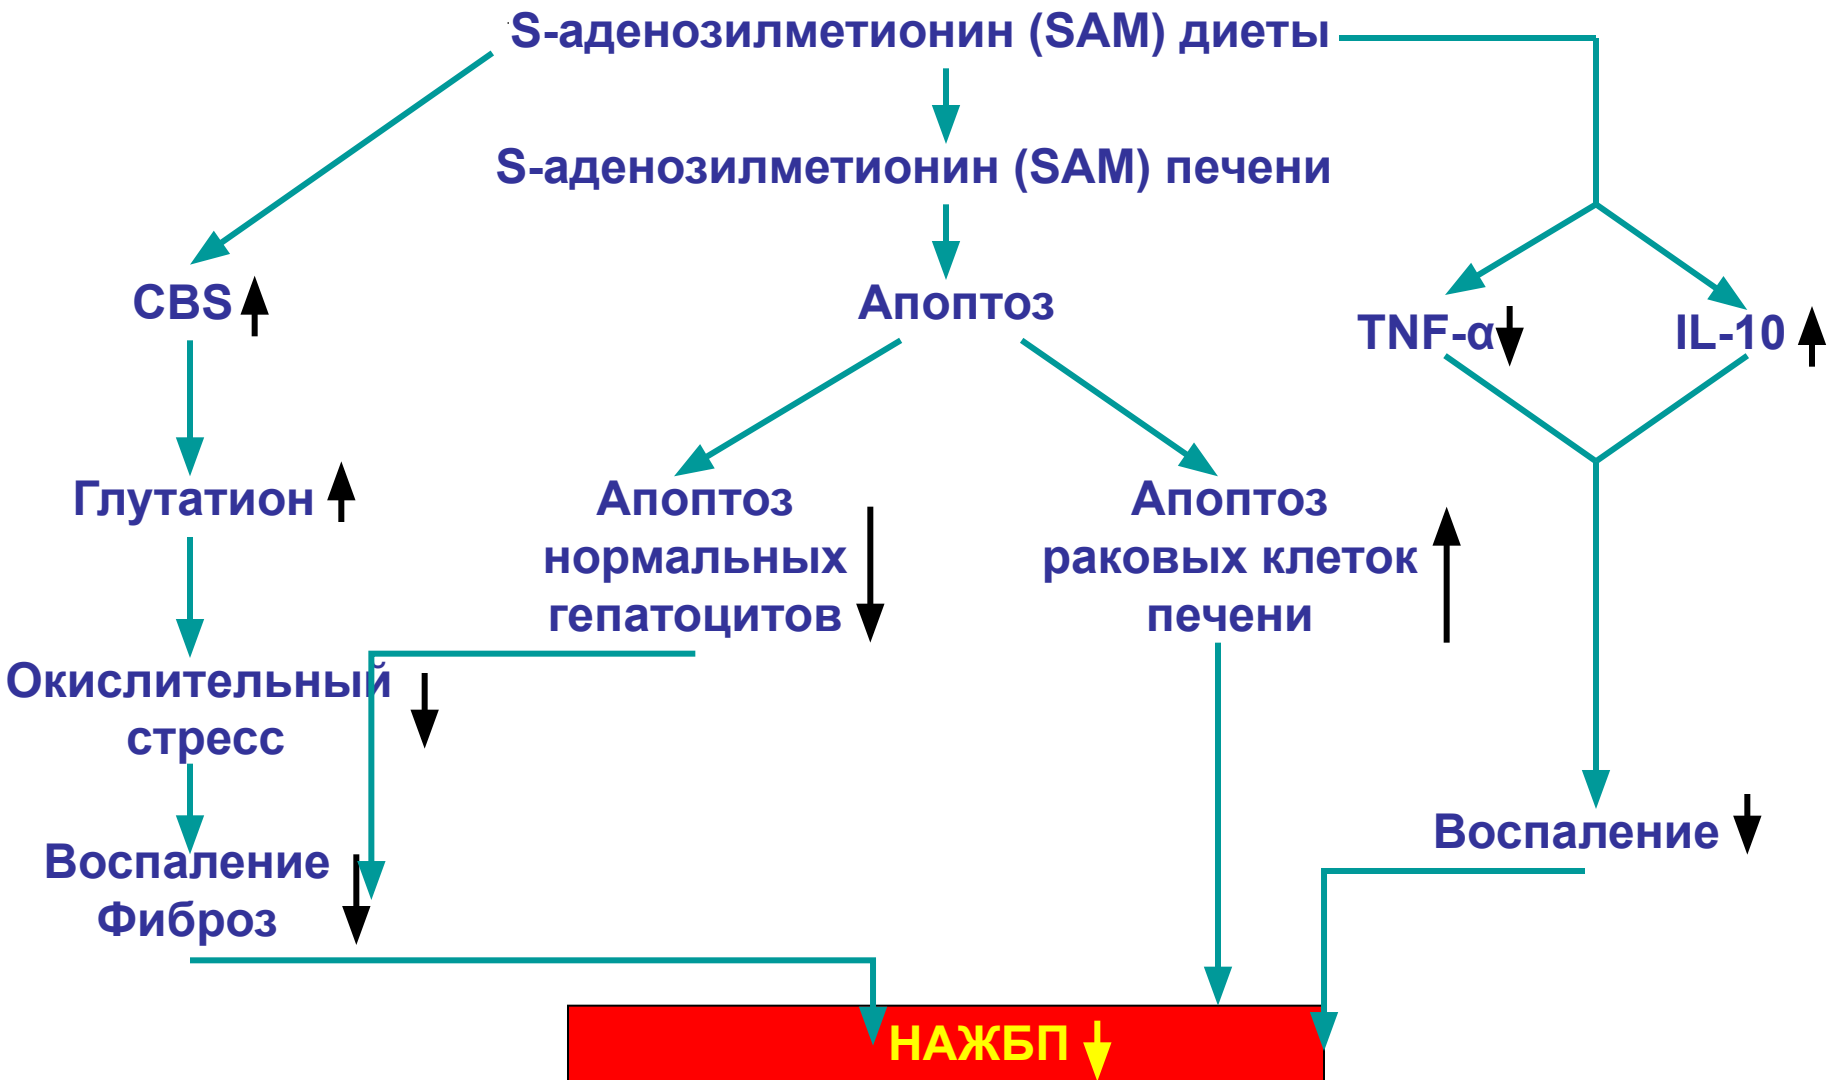 S-аденозилметионин (SAM) диеты
S-аденозилметионин (SAM) печени
CBS
Апоптоз
TNF-α
IL-10
Глутатион
Апоптоз
нормальных
гепатоцитов
Апоптоз
раковых клеток
печени
Окислительный
стресс
Воспаление
Фиброз
Воспаление
НАЖБП